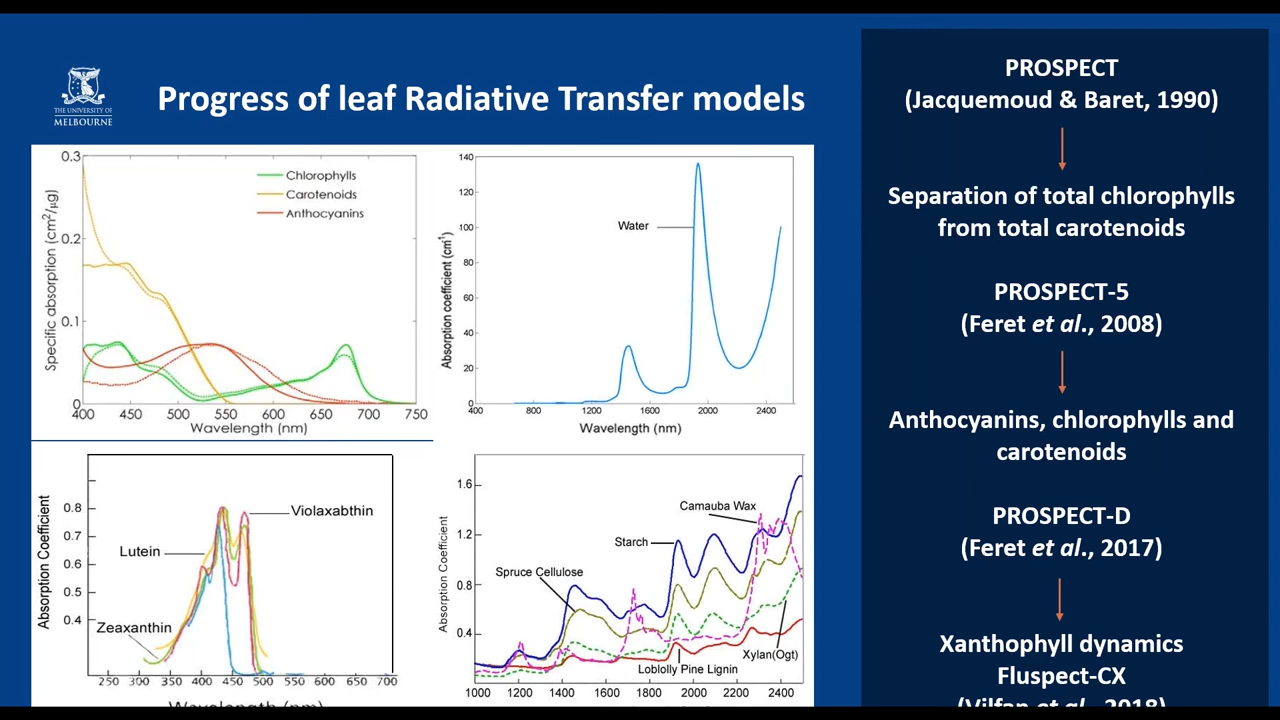 THE UNIVERSITY OF
MELBOURNE
Progress of leaf Radiative Transfer models
0.3
0.2
0.1
0
Specific absorption (cm²/µg)
Chlorophylls
Carotenoids
Anthocyanins
400 450 500 550 600 650 700 750
Wavelength (nm)
140
120
100
80
60
40
20
0
Absorption coefficient (cm¹)
Water
400 800 1200 1600 2000 2400
Wavelength (nm)
0.8
0.7
0.6
0.5
0.4
Absorption Coefficient
Violaxabthin
Lutein
Zeaxanthin
250 300 350 400 450 500 600 700
Wavelength (nm)
1.6
1.2
0.8
0.4
Absorption Coefficient
Camauba Wax
Starch
Spruce Cellulose
Xylan(Ogt)
Loblolly Pine Lignin
1000 1200 1400 1600 1800 2000 2200 2400
PROSPECT
(Jacquemoud & Baret, 1990)
Separation of total chlorophylls
from total carotenoids
PROSPECT-5
(Feret et al., 2008)
Anthocyanins, chlorophylls and
carotenoids
PROSPECT-D
(Feret et al., 2017)
Xanthophyll dynamics
Fluspect-CX
(Vilfan et al., 2018)